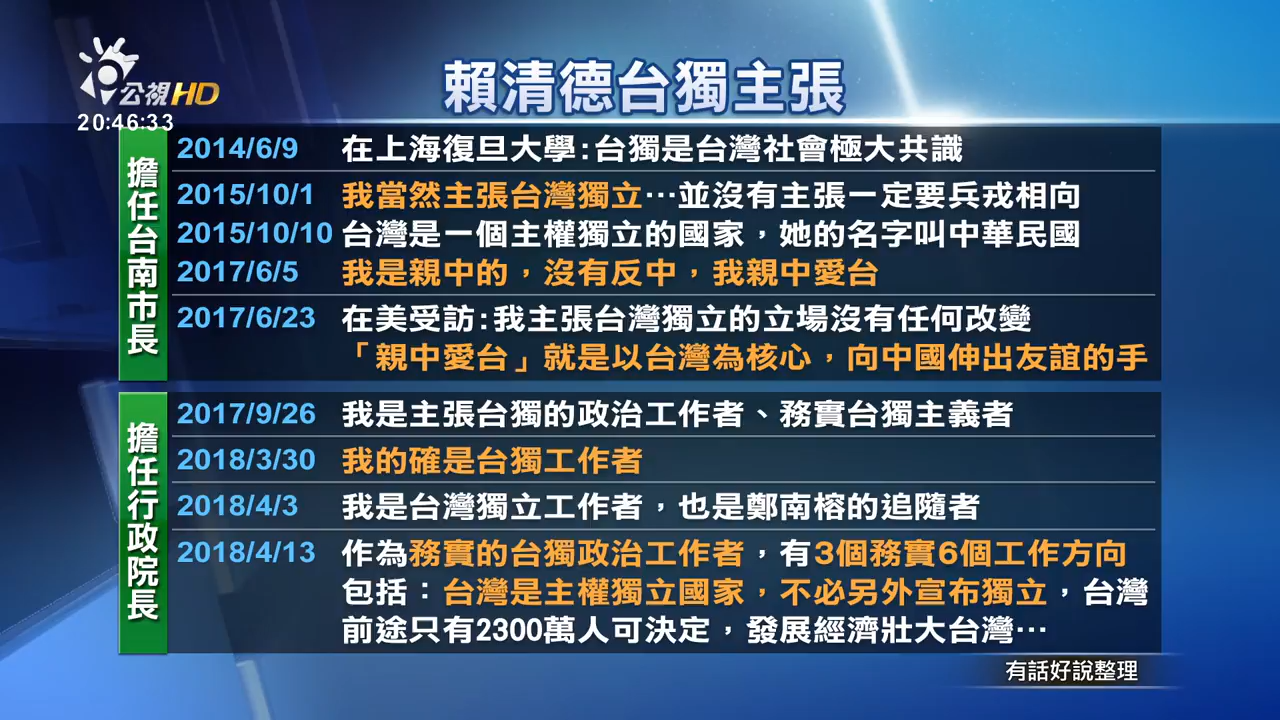 公視HD
20:46:33
賴清德台獨主張
擔任台南市長
2014/6/9 在上海復旦大學:台獨是台灣社會極大共識
2015/10/1 我當然主張台灣獨立…並沒有主張一定要兵戎相向
2015/10/10 台灣是一個主權獨立的國家，她的名字叫中華民國
2017/6/5 我是親中的，沒有反中，我親中愛台
2017/6/23 在美受訪:我主張台灣獨立的立場沒有任何改變
「親中愛台」就是以台灣為核心，向中國伸出友誼的手
擔任行政院長
2017/9/26 我是主張台獨的政治工作者、務實台獨主義者
2018/3/30 我的確是台獨工作者
2018/4/3 我是台灣獨立工作者，也是鄭南榕的追隨者
2018/4/13 作為務實的台獨政治工作者，有3個務實6個工作方向
包括：台灣是主權獨立國家，不必另外宣布獨立，台灣
前途只有2300萬人可決定，發展經濟壯大台灣…
有話好說整理